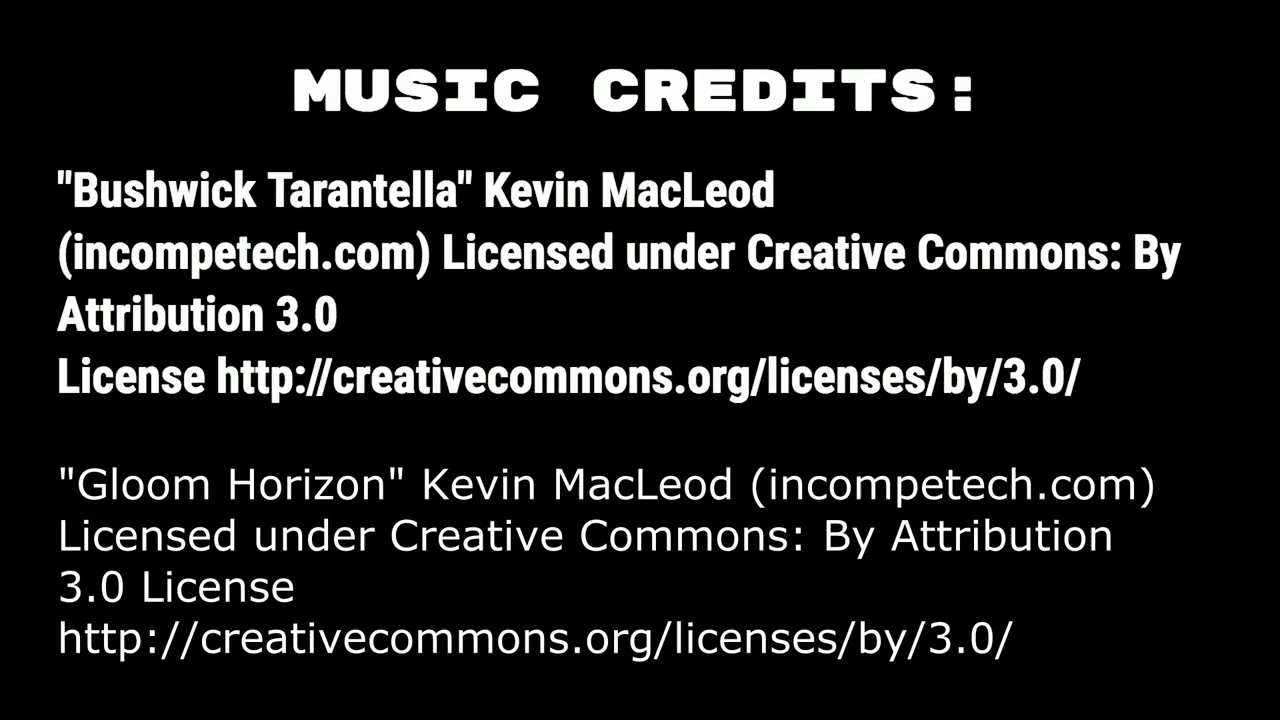 MUSIC CREDITS:
"Bushwick Tarantella" Kevin MacLeod
(incompetech.com) Licensed under Creative Commons: By
Attribution 3.0
License http://creativecommons.org/licenses/by/3.0/
"Gloom Horizon" Kevin MacLeod (incompetech.com)
Licensed under Creative Commons: By Attribution
3.0 License
http://creativecommons.org/licenses/by/3.0/